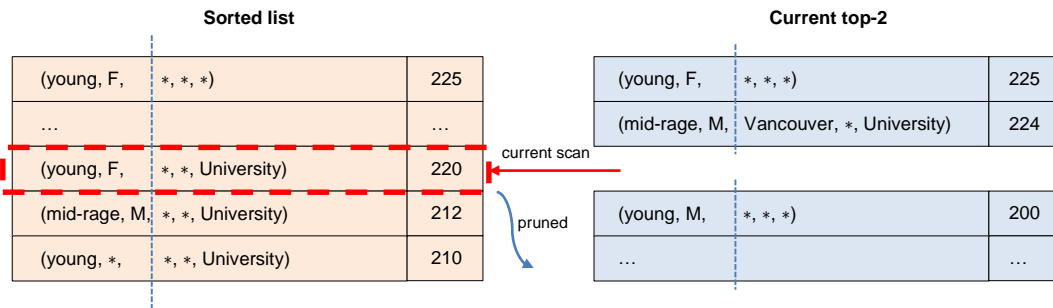 Sorted list
(young, F, *, *, *) 225
... ...
(young, F, *, *, University) 220
(mid-rage, M, *, *, University) 212
(young, *, *, *, University) 210
current scan
pruned
Current top-2
(young, F, *, *, *) 225
(mid-rage, M, Vancouver, *, University) 224
(young, M, *, *, *) 200
... ...